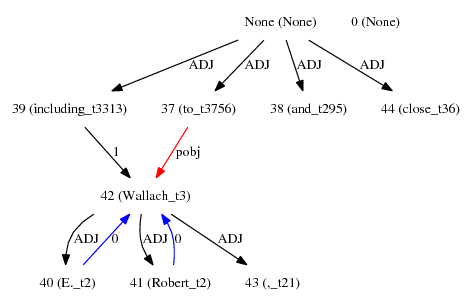 None (None) 0 (None)
ADJ ADJ ADJ ADJ
39 (including_t3313) 37 (to_t3756) 38 (and_t295) 44 (close_t36)
1 pobj
42 (Wallach_t3)
ADJ 0 ADJ 0 ADJ
40 (E._t2) 41 (Robert_t2) 43 (,_t21)